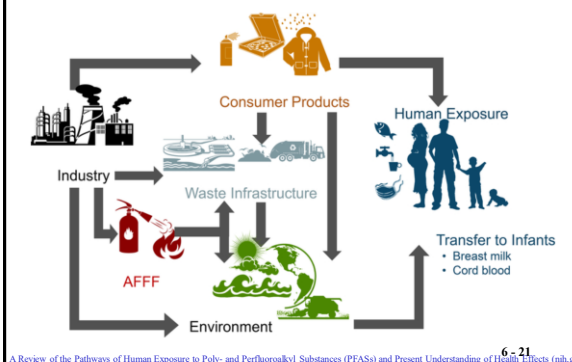 Consumer Products
Human Exposure
Industry
Waste Infrastructure
AFFF
Transfer to Infants
• Breast milk
• Cord blood
Environment
6 - 21
A Review of the Pathways of Human Exposure to Poly- and Perfluoroalkyl Substances (PFASs) and Present Understanding of Health Effects (nih.g